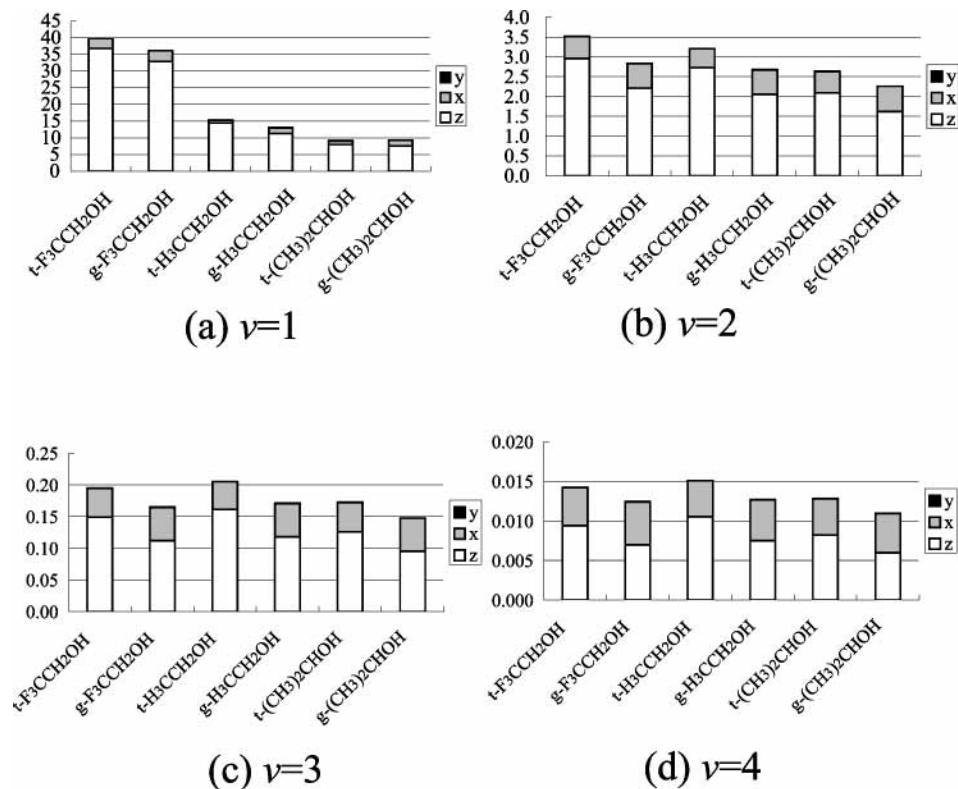 45
40
35
30
25
20
15
10
5
0
y
x
z
t-F₃CCH₂OH
g-F₃CCH₂OH
t-H₃CCH₂OH
g-H₃CCH₂OH
t-(CH₃)₂CHOH
g-(CH₃)₂CHOH
(a) v=1
4.0
3.5
3.0
2.5
2.0
1.5
1.0
0.5
0.0
y
x
z
t-F₃CCH₂OH
g-F₃CCH₂OH
t-H₃CCH₂OH
g-H₃CCH₂OH
t-(CH3)2CHOH
g-(CH3)2CHOH
(b) v=2
0.25
0.20
0.15
0.10
0.05
0.00
y
x
z
t-F₃CCH₂OH
g-F₃CCH₂OH
t-H₃CCH₂OH
g-H₃CCH₂OH
t-(CH3)2CHOH
g-(CH3)2CHOH
(c) v=3
0.020
0.015
0.010
0.005
0.000
y
x
z
t-F₃CCH₂OH
g-F₃CCH₂OH
t-H₃CCH₂OH
g-H₃CCH₂OH
t-(CH3)2CHOH
g-(CH3)2CHOH
(d) v=4